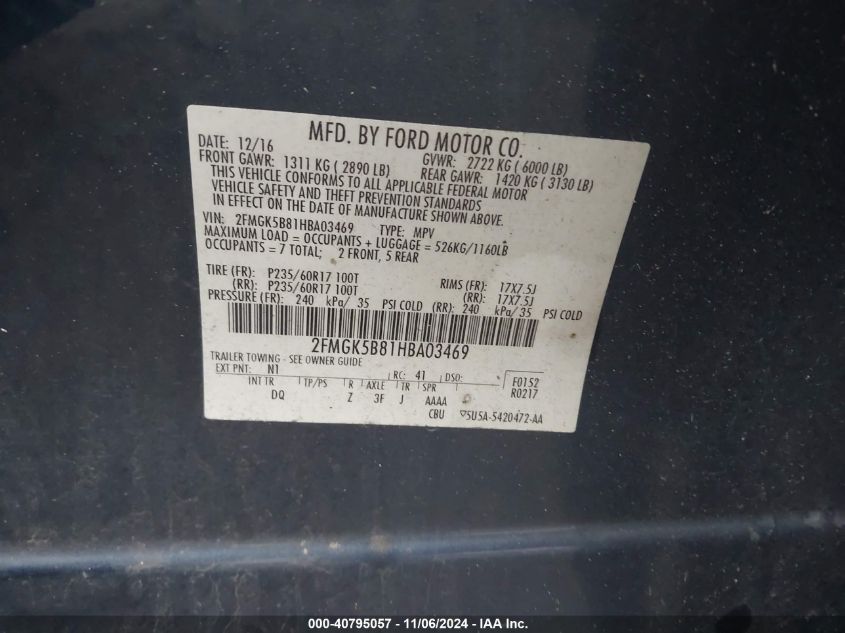 MFD. BY FORD MOTOR CO.
DATE: 12/16 GVWR: 2722 KG ( 6000 LB)
FRONT GAWR: 1311 KG ( 2890 LB) REAR GAWR: 1420 KG ( 3130 LB)
THIS VEHICLE CONFORMS TO ALL APPLICABLE FEDERAL MOTOR
VEHICLE SAFETY AND THEFT PREVENTION STANDARDS
IN EFFECT ON THE DATE OF MANUFACTURE SHOWN ABOVE.
VIN: 2FMGK5B81HBA03469 TYPE: MPV
MAXIMUM LOAD = OCCUPANTS + LUGGAGE = 526KG/1160LB
OCCUPANTS = 7 TOTAL; 2 FRONT, 5 REAR
TIRE (FR): P235/60R17 100T RIMS (FR): 17X7.5J
(RR): P235/60R17 100T (RR): 17X7.5J
PRESSURE (FR): 240 kPa/ 35 PSI COLD (RR): 240 kPa/ 35 PSI COLD
2FMGK5B81HBA03469
TRAILER TOWING - SEE OWNER GUIDE
EXT PNT: N1 RC: 41 DSO: F0152
INT TR TP/PS R AXLE TR SPR R0217
DQ Z 3F J AAAA
CBU 5U5A-5420472-AA
000-40795057 - 11/06/2024 - IAA Inc.